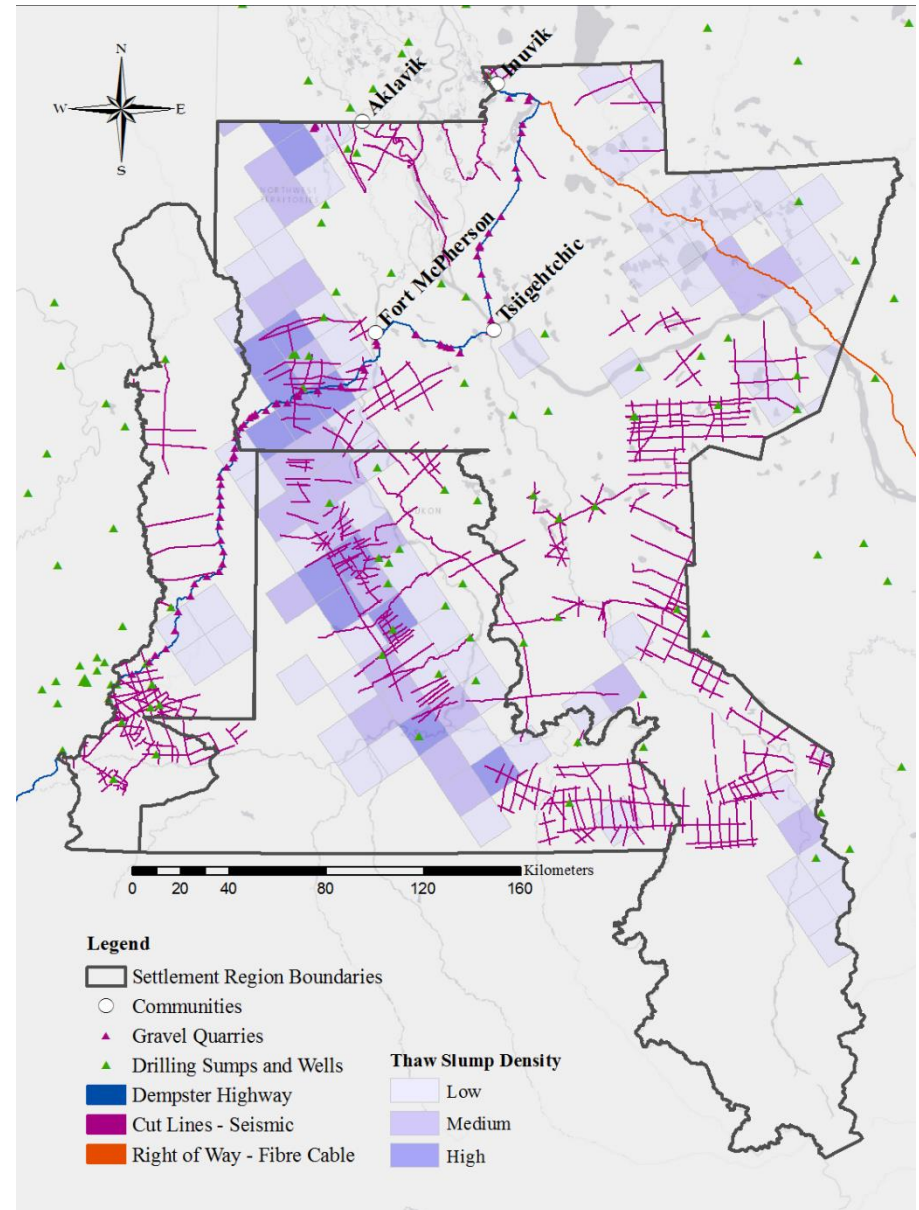 N
W
E
S
Inuvik
Aklavik
NORTHWEST
TERRITORIES
Fort McPherson
Tsiigehtchic
YUKON
Kilometers
0 20 40 80 120 160
Legend
Settlement Region Boundaries
Communities
Gravel Quarries
Drilling Sumps and Wells
Dempster Highway
Cut Lines - Seismic
Right of Way - Fibre Cable
Thaw Slump Density
Low
Medium
High